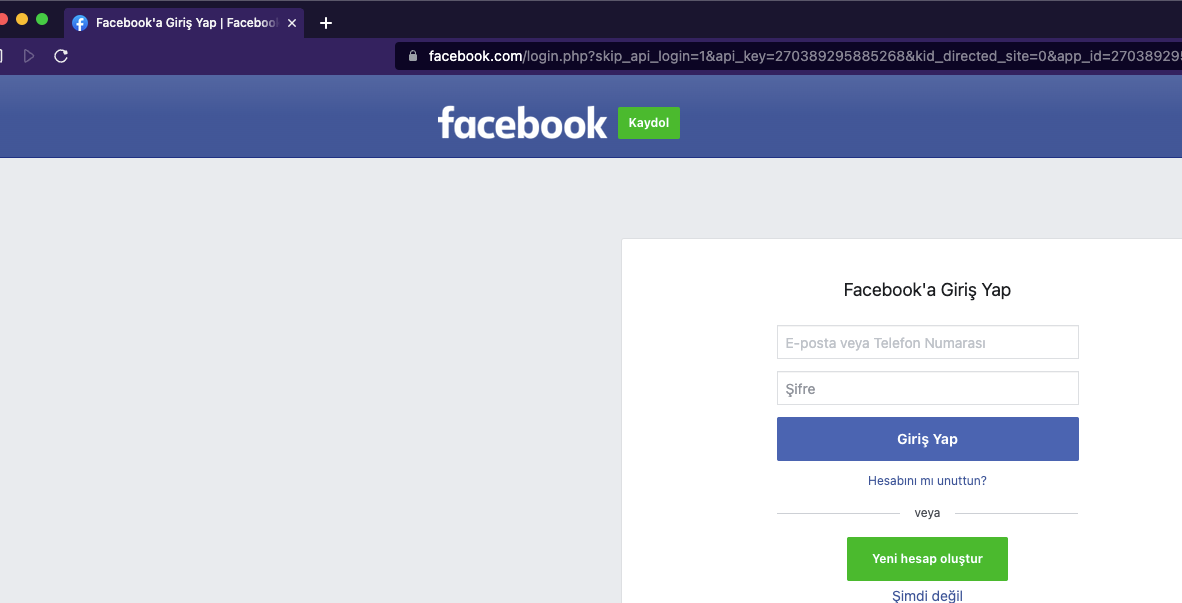 Facebook'a Giriş Yap | Facebook
facebook.com/login.php?skip_api_login=1&api_key=270389295885268&kid_directed_site=0&app_id=27038929
facebook
Kaydol
Facebook'a Giriş Yap
E-posta veya Telefon Numarası
Şifre
Giriş Yap
Hesabını mı unuttun?
veya
Yeni hesap oluştur
Şimdi değil